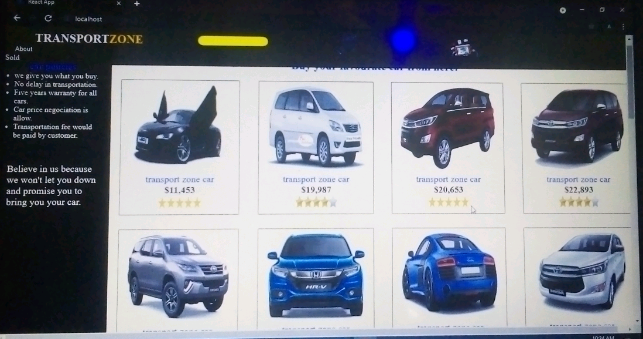 React App
localhost
TRANSPORTZONE
About
Sold
we give you what you buy.
No delay in transportation.
Five years warranty for all
cars.
Car price negociation is
allow.
Transportation fee would
be paid by customer.
Believe in us because
we won't let you down
and promise you to
bring you your car.
transport zone car
$11,453
transport zone car
$19,987
transport zone car
$20,653
transport zone car
$22,893
HR-V
10:34 AM